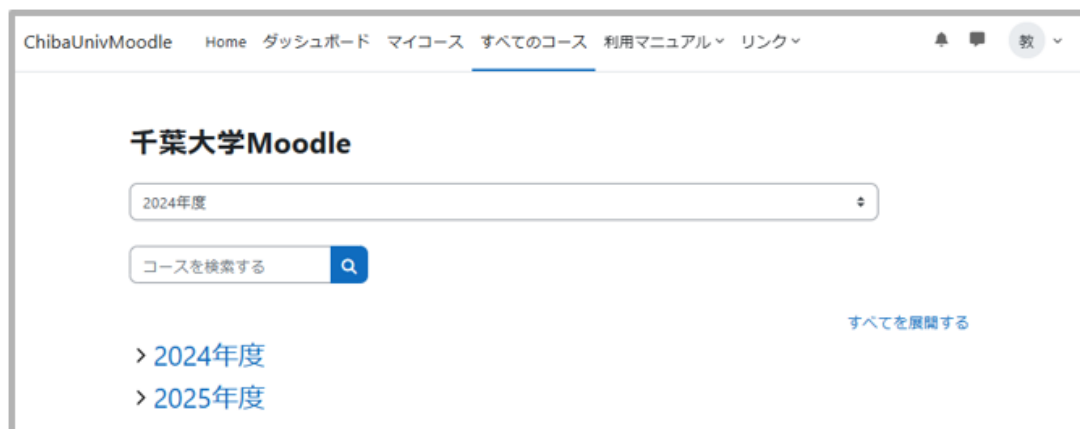 ChibaUnivMoodle Home ダッシュボード マイコース すべてのコース 利用マニュアル リンク 教
千葉大学Moodle
2024年度
コースを検索する
すべてを展開する
2024年度
2025年度